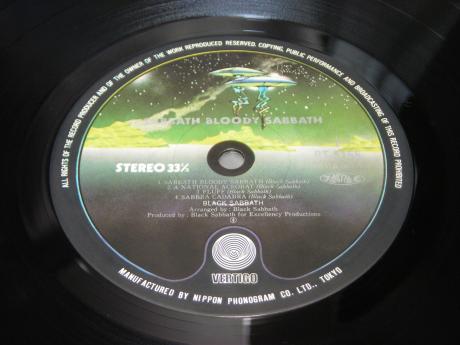 ALL RIGHTS OF THE RECORD PRODUCER AND OF THE OWNER OF THE WORK REPRODUCED RESERVED. COPYING, PUBLIC PERFORMANCE AND BROADCASTING OF THIS RECORD PROHIBITED
SABBATH BLOODY SABBATH
STEREO 33⅓
1. SABBATH BLOODY SABBATH (Black Sabbath)
2. A NATIONAL ACROBAT (Black Sabbath)
3. FLUFF (Black Sabbath)
4. SABBRA CADABRA (Black Sabbath)
BLACK SABBATH
Arranged by : Black Sabbath
Produced by : Black Sabbath for Excellency Productions
VERTIGO
MANUFACTURED BY NIPPON PHONOGRAM CO. LTD., TOKYO